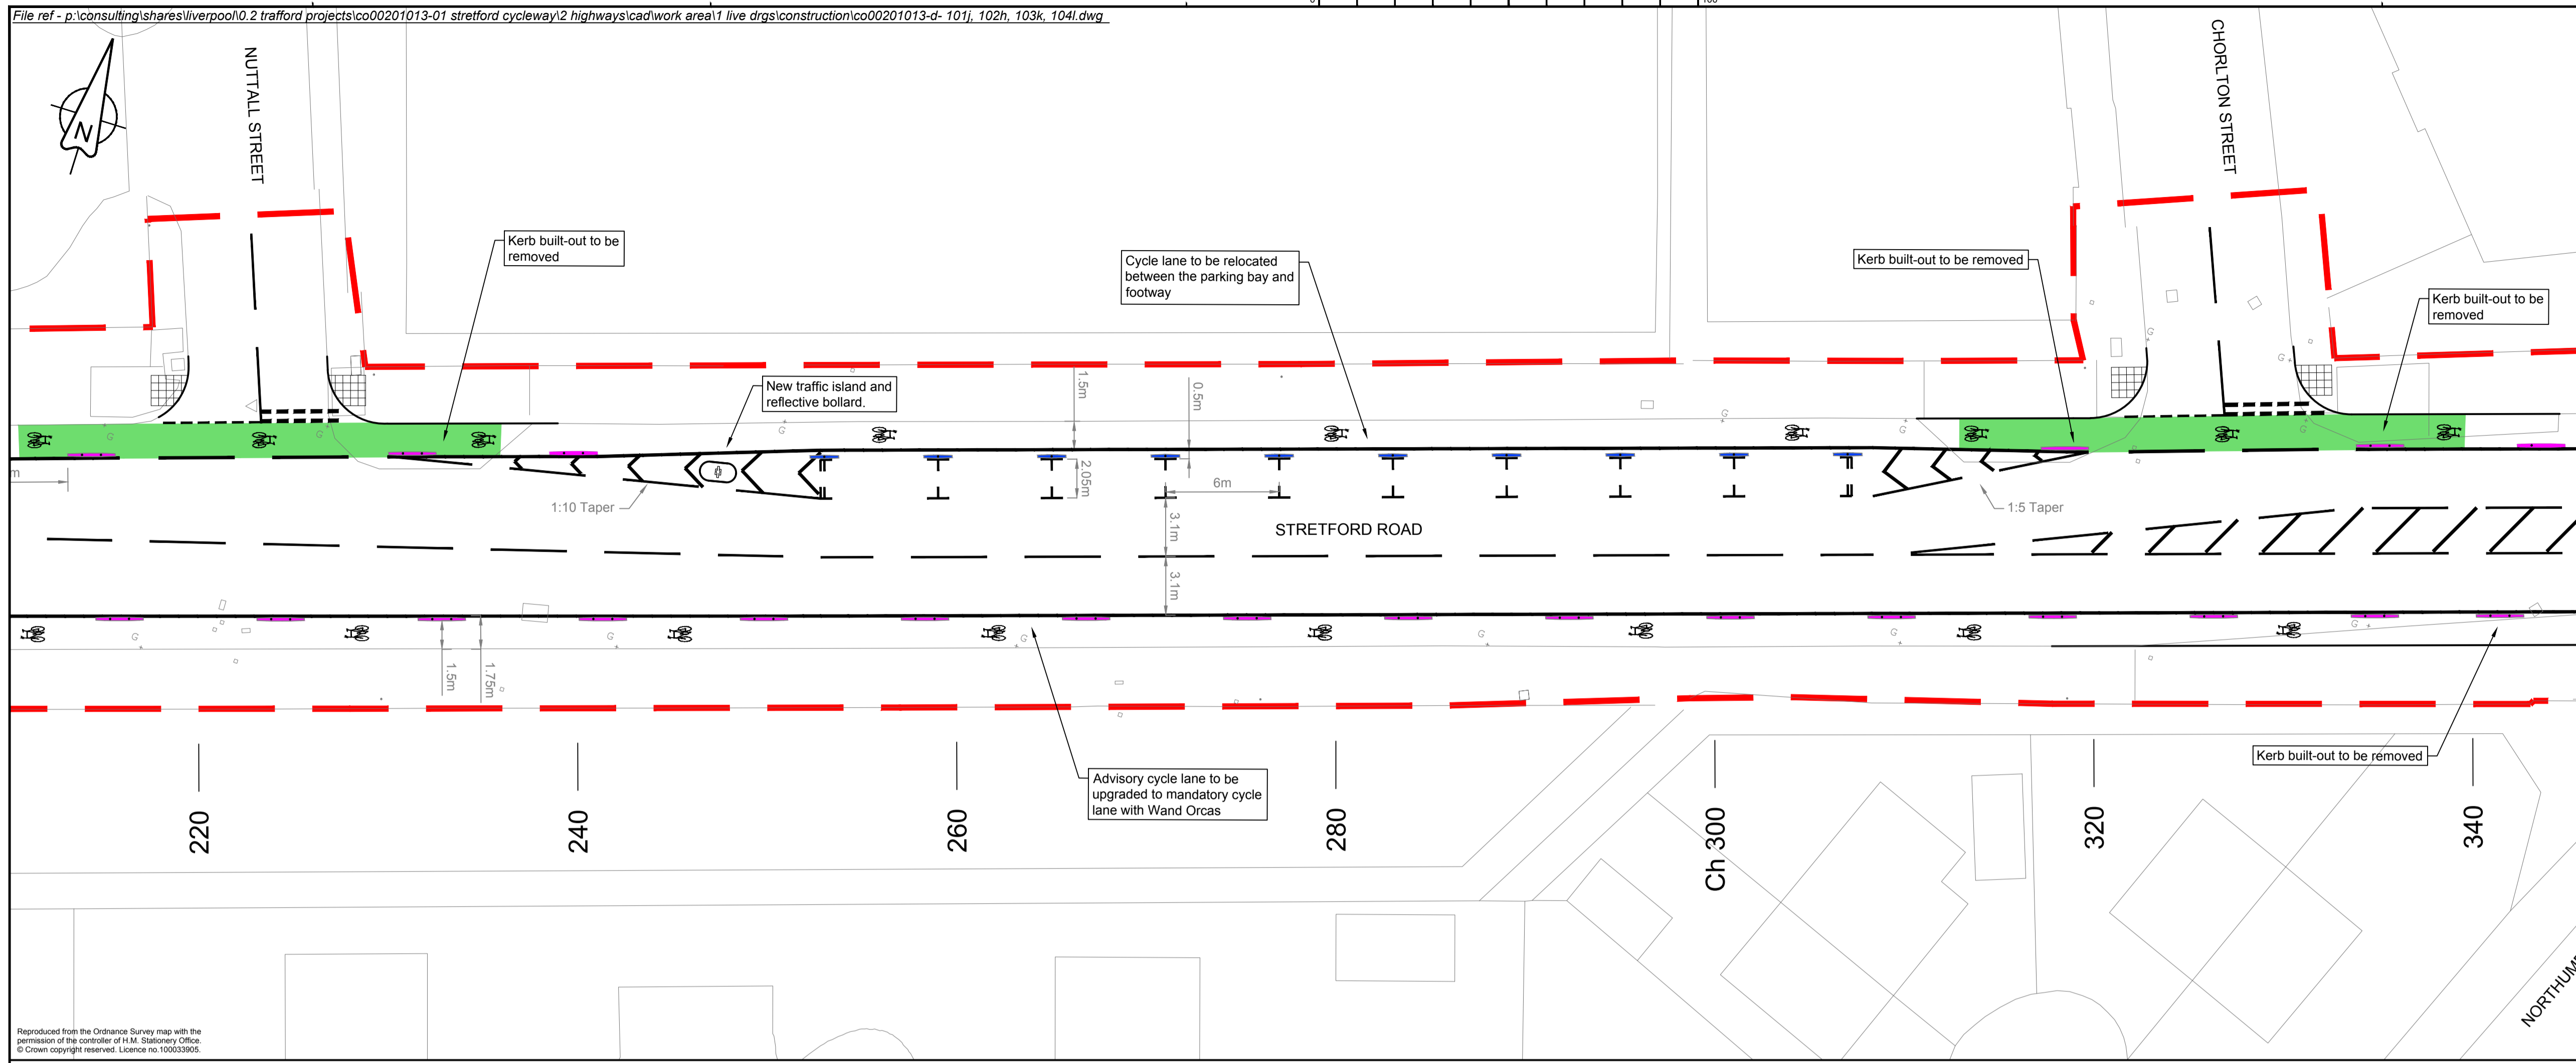 100
File ref - p:\consulting\shares\liverpool\0.2 trafford projects\co00201013-01 stretford cycleway\2 highways\cad\work area\1 live drgs\construction\co00201013-d- 101j, 102h, 103k, 104l.dwg
N
NUTTALL STREET
CHORLTON STREET
Kerb built-out to be
removed
Cycle lane to be relocated
between the parking bay and
footway
Kerb built-out to be removed
Kerb built-out to be
removed
New traffic island and
reflective bollard.
1.5m
0.5m
G
G
G
G
G
G
G
m
2.05m
6m
1:10 Taper
1:5 Taper
3.1m
STRETFORD ROAD
3.1m
G
G
G
G
G
G
1.5m
1.75m
Advisory cycle lane to be
upgraded to mandatory cycle
lane with Wand Orcas
Kerb built-out to be removed
220
240
260
280
Ch 300
320
340
Reproduced from the Ordnance Survey map with the
permission of the controller of H.M. Stationery Office.
© Crown copyright reserved. Licence no.100033905.